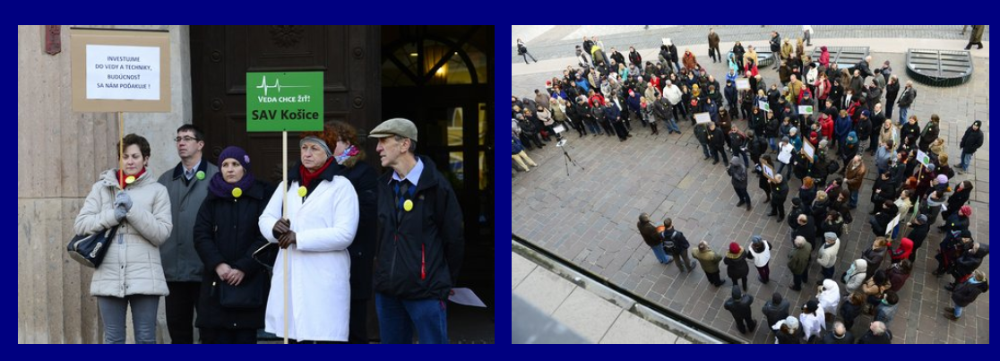 INVESTUJME
DO VEDY A TECHNIKY,
BUDÚCNOSŤ
SA NÁM POĎAKUJE !
VEDA CHCE ŽIŤ!
SAV Košice